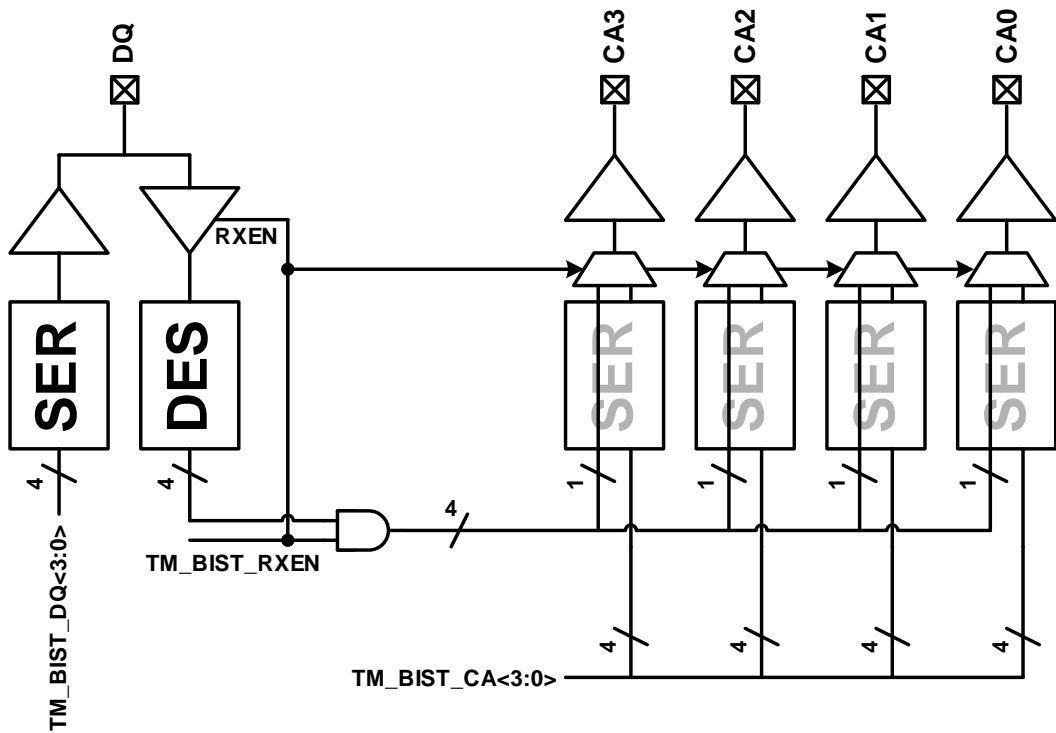 DQ
CA3
CA2
CA1
CA0
RXEN
SER
DES
SER
SER
SER
SER
4
4
1
1
1
1
4
TM_BIST_RXEN
TM_BIST_DQ<3:0>
4
4
4
4
TM_BIST_CA<3:0>